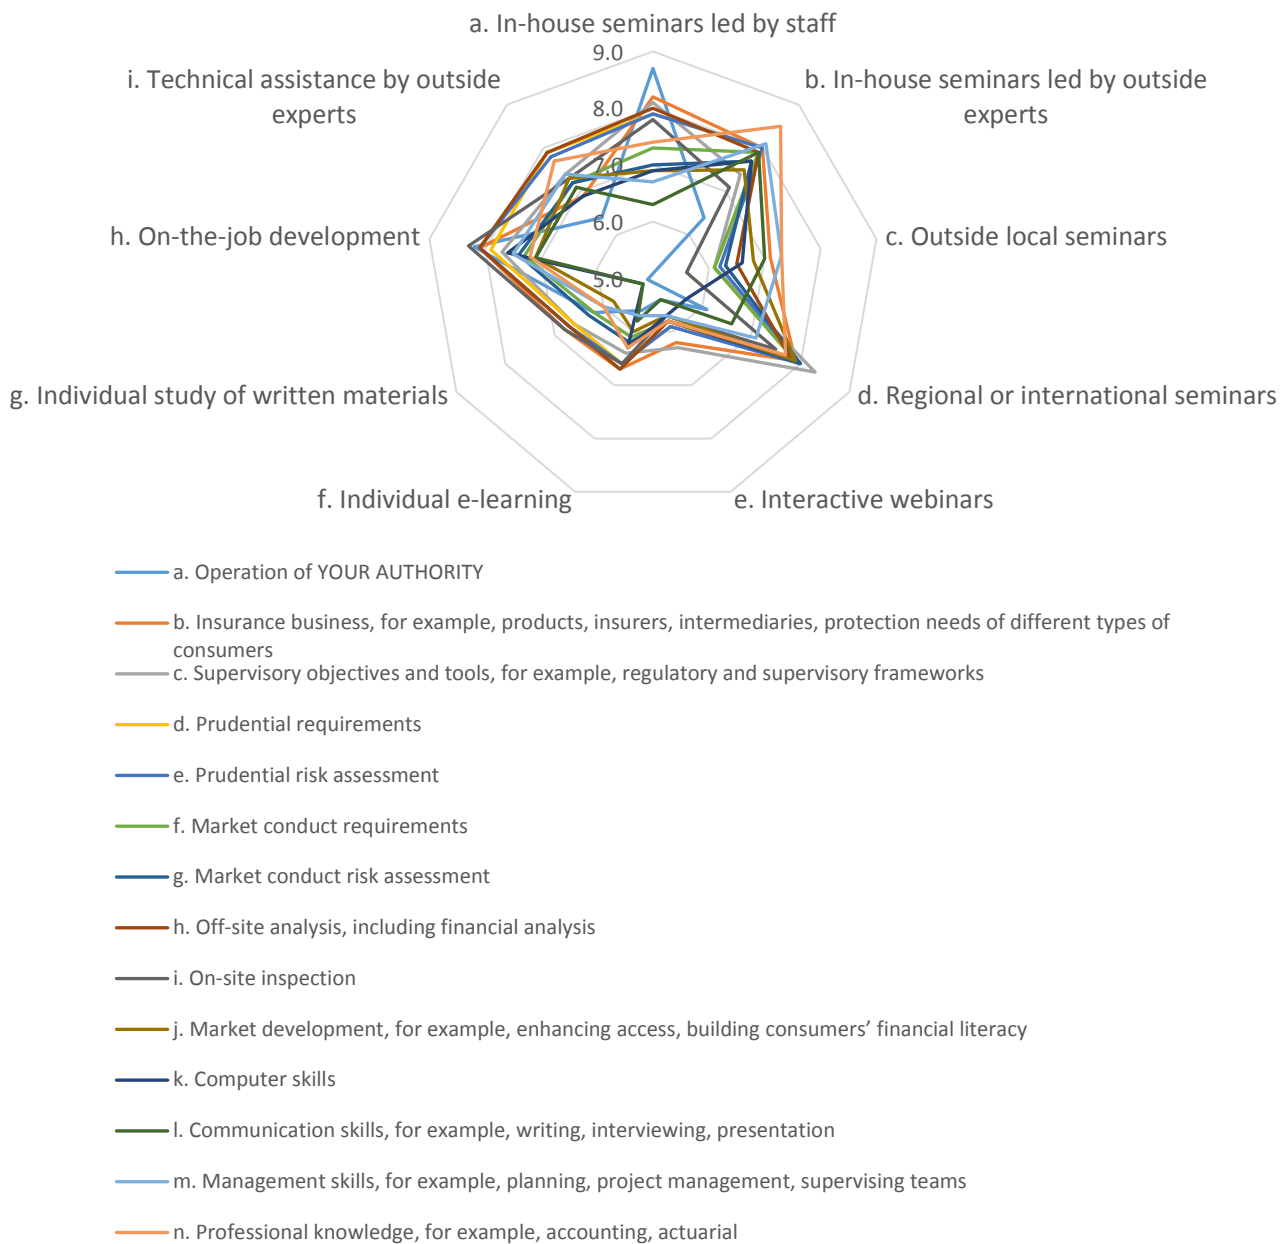 a. In-house seminars led by staff
9.0
i. Technical assistance by outside
experts
b. In-house seminars led by outside
experts
8.0
7.0
h. On-the-job development
6.0
c. Outside local seminars
5.0
g. Individual study of written materials
d. Regional or international seminars
f. Individual e-learning
e. Interactive webinars
a. Operation of YOUR AUTHORITY
b. Insurance business, for example, products, insurers, intermediaries, protection needs of different types of
consumers
c. Supervisory objectives and tools, for example, regulatory and supervisory frameworks
d. Prudential requirements
e. Prudential risk assessment
f. Market conduct requirements
g. Market conduct risk assessment
h. Off-site analysis, including financial analysis
i. On-site inspection
j. Market development, for example, enhancing access, building consumers’ financial literacy
k. Computer skills
l. Communication skills, for example, writing, interviewing, presentation
m. Management skills, for example, planning, project management, supervising teams
n. Professional knowledge, for example, accounting, actuarial